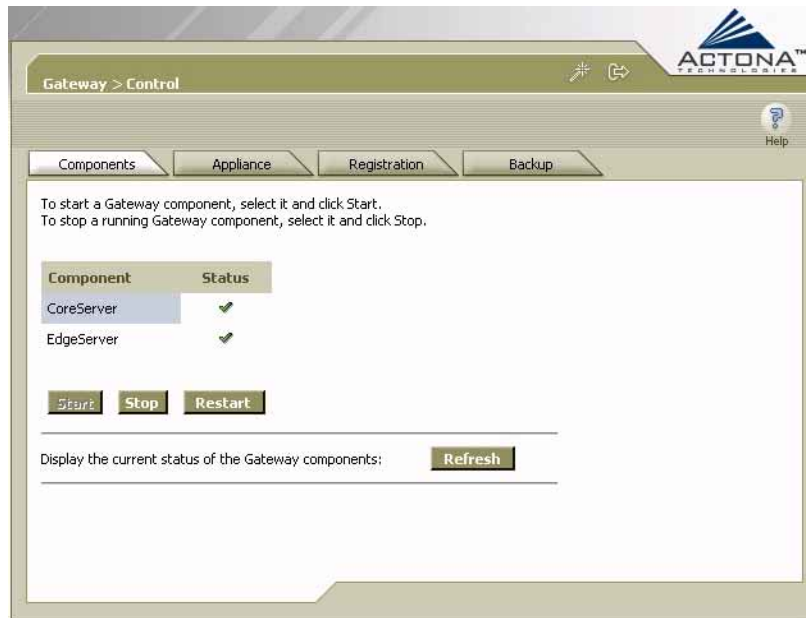 ACTONA™
TECHNOLOGIES
Gateway > Control
Help
Components Appliance Registration Backup
To start a Gateway component, select it and click Start.
To stop a running Gateway component, select it and click Stop.
Component Status
CoreServer
EdgeServer
Start Stop Restart
Display the current status of the Gateway components: Refresh